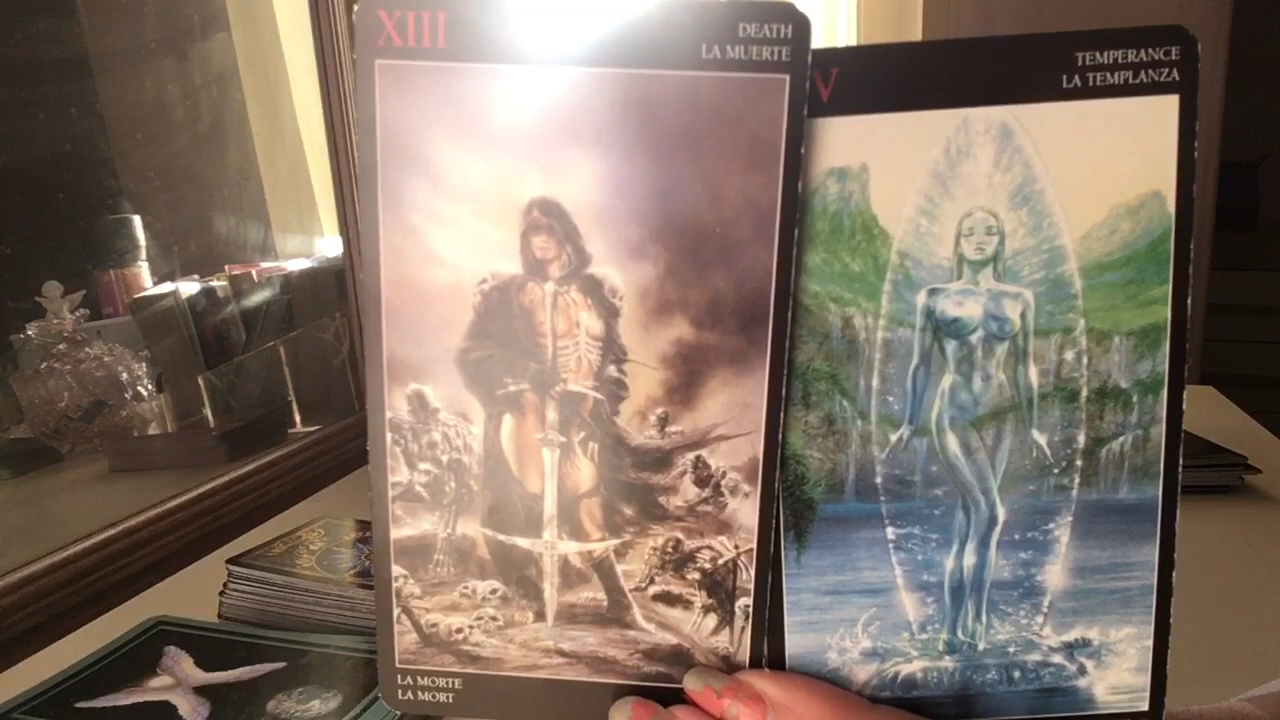 XIII
DEATH
LA MUERTE
LA MORTE
LA MORT
V
TEMPERANCE
LA TEMPLANZA